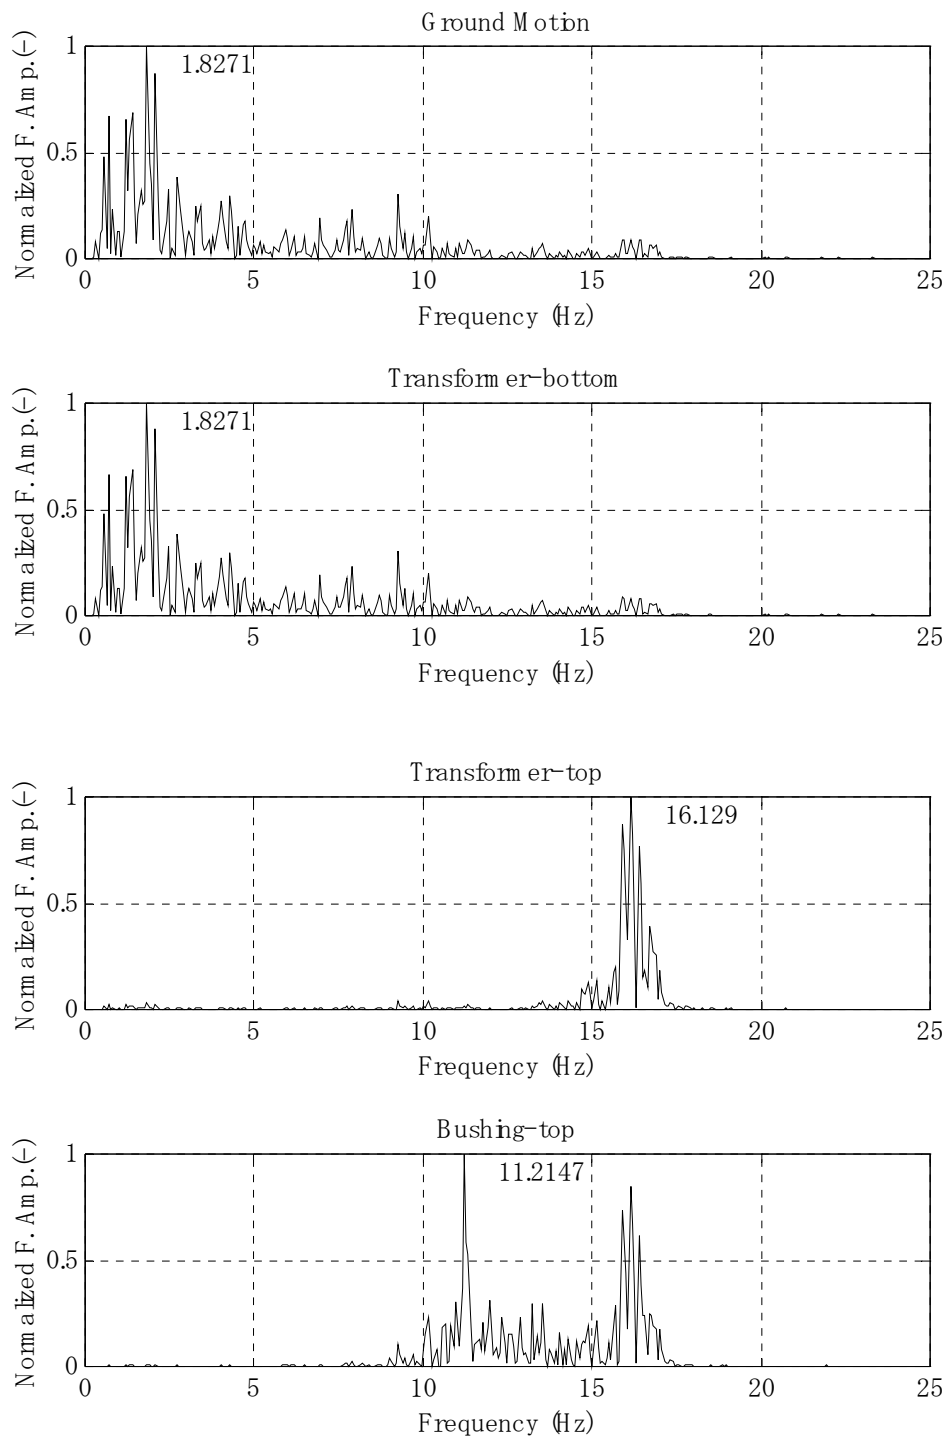 Ground Motion
Normalized F. Amp.(-)
1
0.5
0
1.8271
0 5 10 15 20 25
Frequency (Hz)
Transformer-bottom
Normalized F. Amp.(-)
1
0.5
0
1.8271
0 5 10 15 20 25
Frequency (Hz)
Transformer-top
Normalized F. Amp.(-)
1
0.5
0
16.129
0 5 10 15 20 25
Frequency (Hz)
Bushing-top
Normalized F. Amp.(-)
1
0.5
0
11.2147
0 5 10 15 20 25
Frequency (Hz)